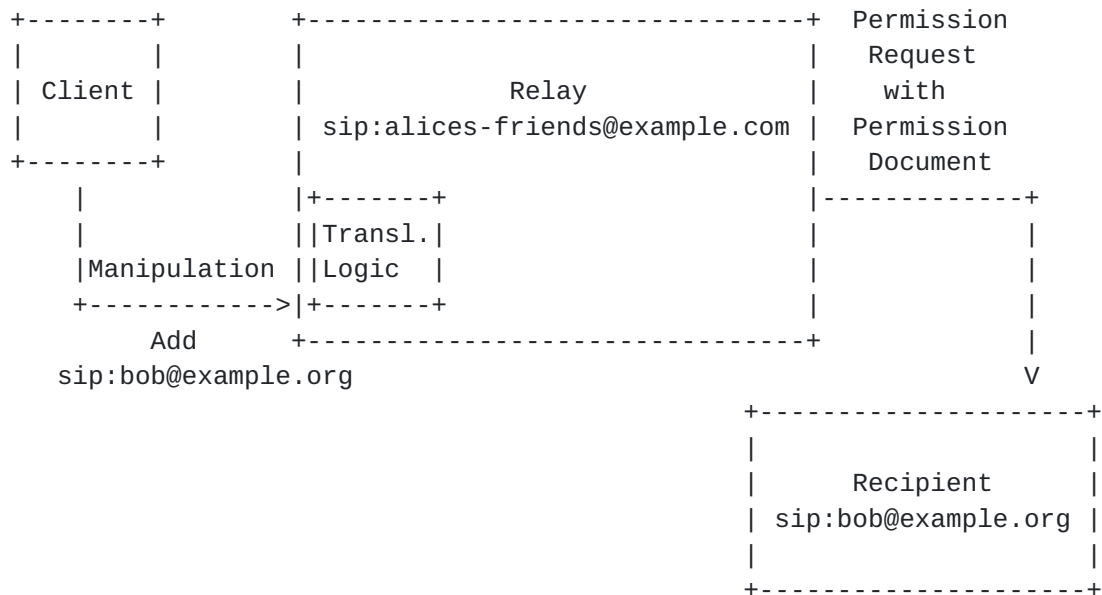 Permission
Request
Client Relay with
sip:alices-friends@example.com Permission
Document
Transl.
Manipulation Logic
Add
sip:bob@example.org
V
Recipient
sip:bob@example.org